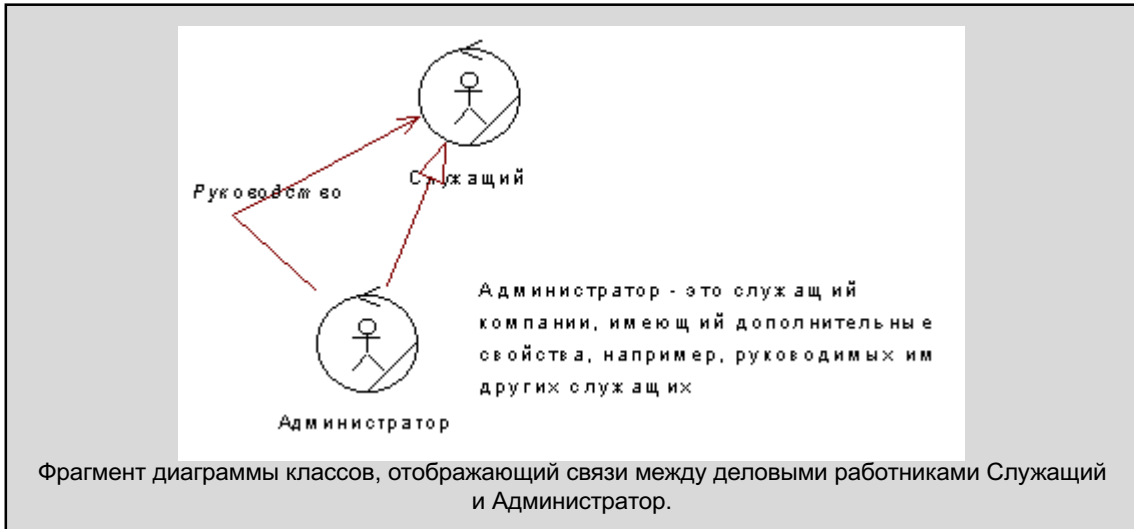 Служащий
Руководство
Администратор - это служащий
компании, имеющий дополнительные
свойства, например, руководимых им
других служащих
Администратор
Фрагмент диаграммы классов, отображающий связи между деловыми работниками Служащий
и Администратор.